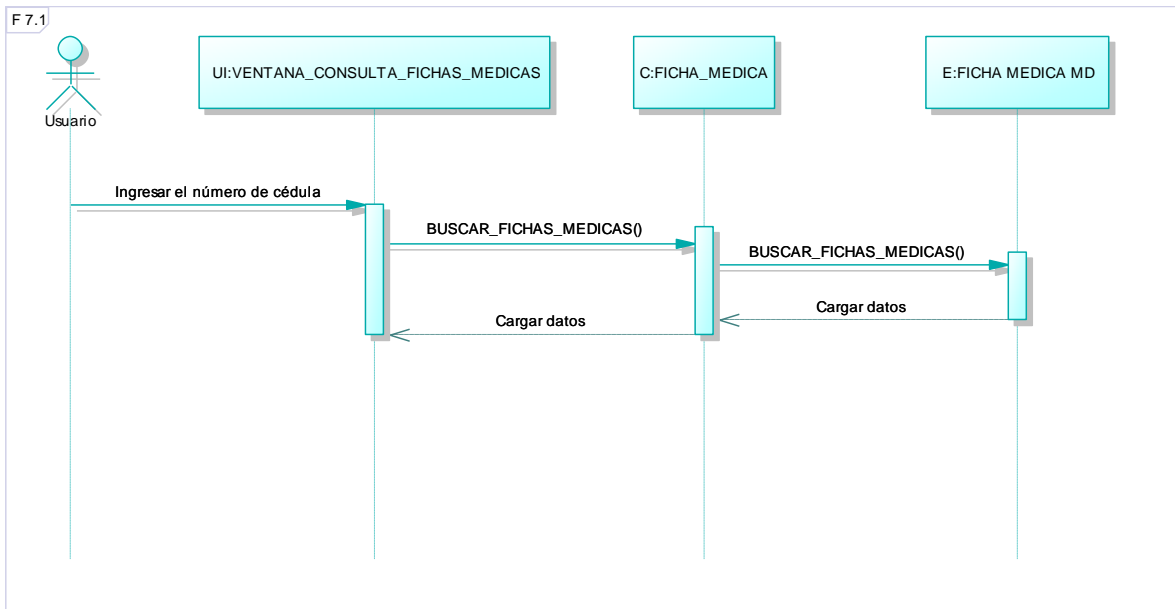 F 7.1
UI:VENTANA_CONSULTA_FICHAS_MEDICAS
C:FICHA_MEDICA
E:FICHA MEDICA MD
Usuario
Ingresar el número de cédula
BUSCAR_FICHAS_MEDICAS()
BUSCAR_FICHAS_MEDICAS()
Cargar datos
Cargar datos